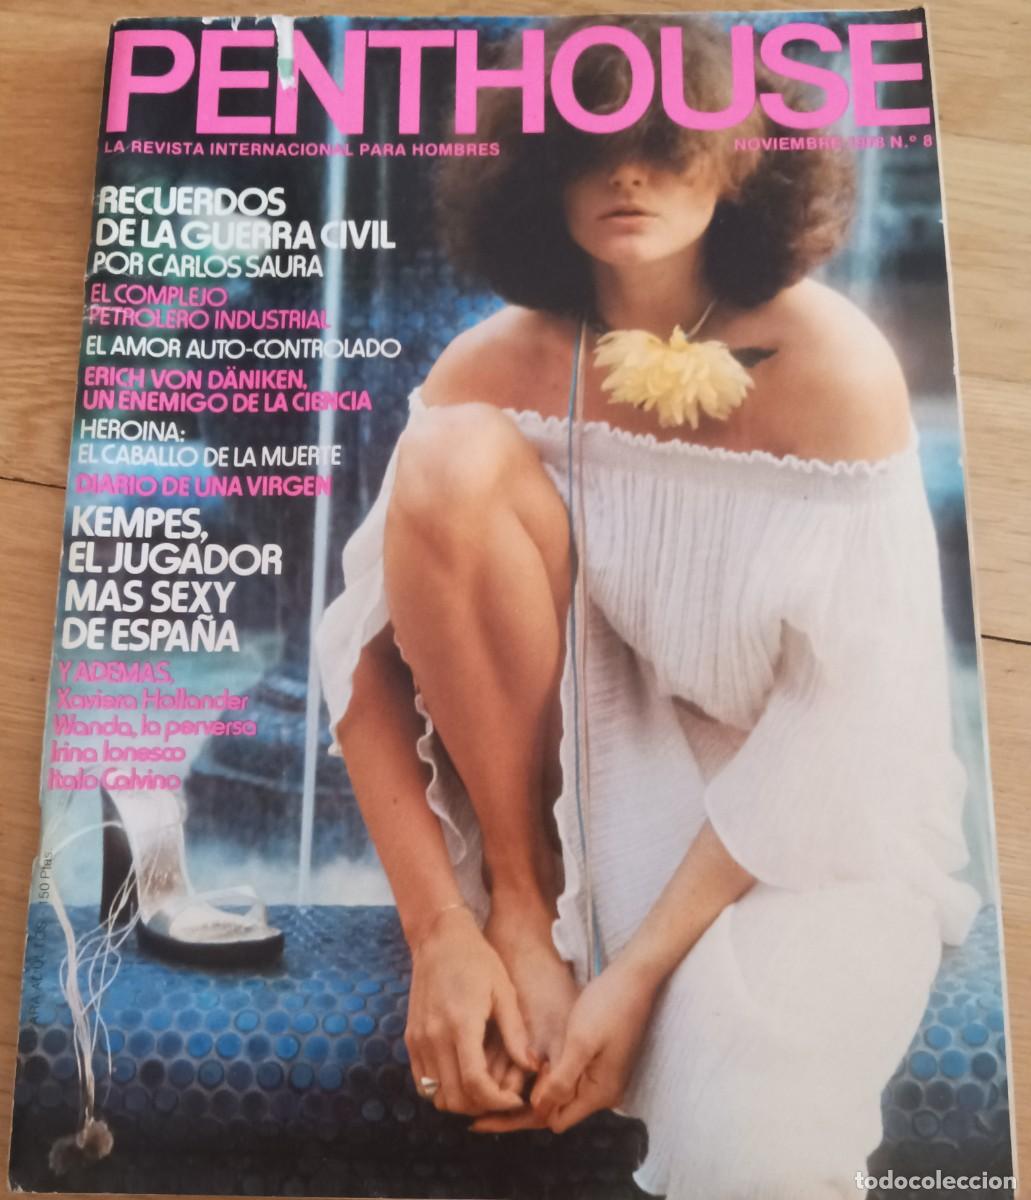 PENTHOUSE
LA REVISTA INTERNACIONAL PARA HOMBRES
NOVIEMBRE 1978 N.º 8
RECUERDOS
DE LA GUERRA CIVIL
POR CARLOS SAURA
EL COMPLEJO
PETROLERO INDUSTRIAL
EL AMOR AUTO-CONTROLADO
ERICH VON DÄNIKEN,
UN ENEMIGO DE LA CIENCIA
HEROINA:
EL CABALLO DE LA MUERTE
DIARIO DE UNA VIRGEN
KEMPES,
EL JUGADOR
MAS SEXY
DE ESPAÑA
Y ADEMAS,
Xaviera Hollander
Wanda, la perversa
Irina Ionesco
Italo Calvino
ARA ADULTOS 150 Ptas.
todocoleccion